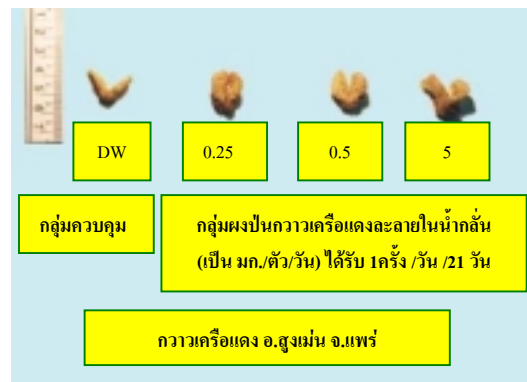 DW 0.25 0.5 5
กลุ่มควบคุม
กลุ่มผงป่นกวาวเครือแดงละลายในน้ำกลั่น
(เป็น มก./ตัว/วัน) ได้รับ 1ครั้ง /วัน /21 วัน
กวาวเครือแดง อ.สูงเม่น จ.แพร่